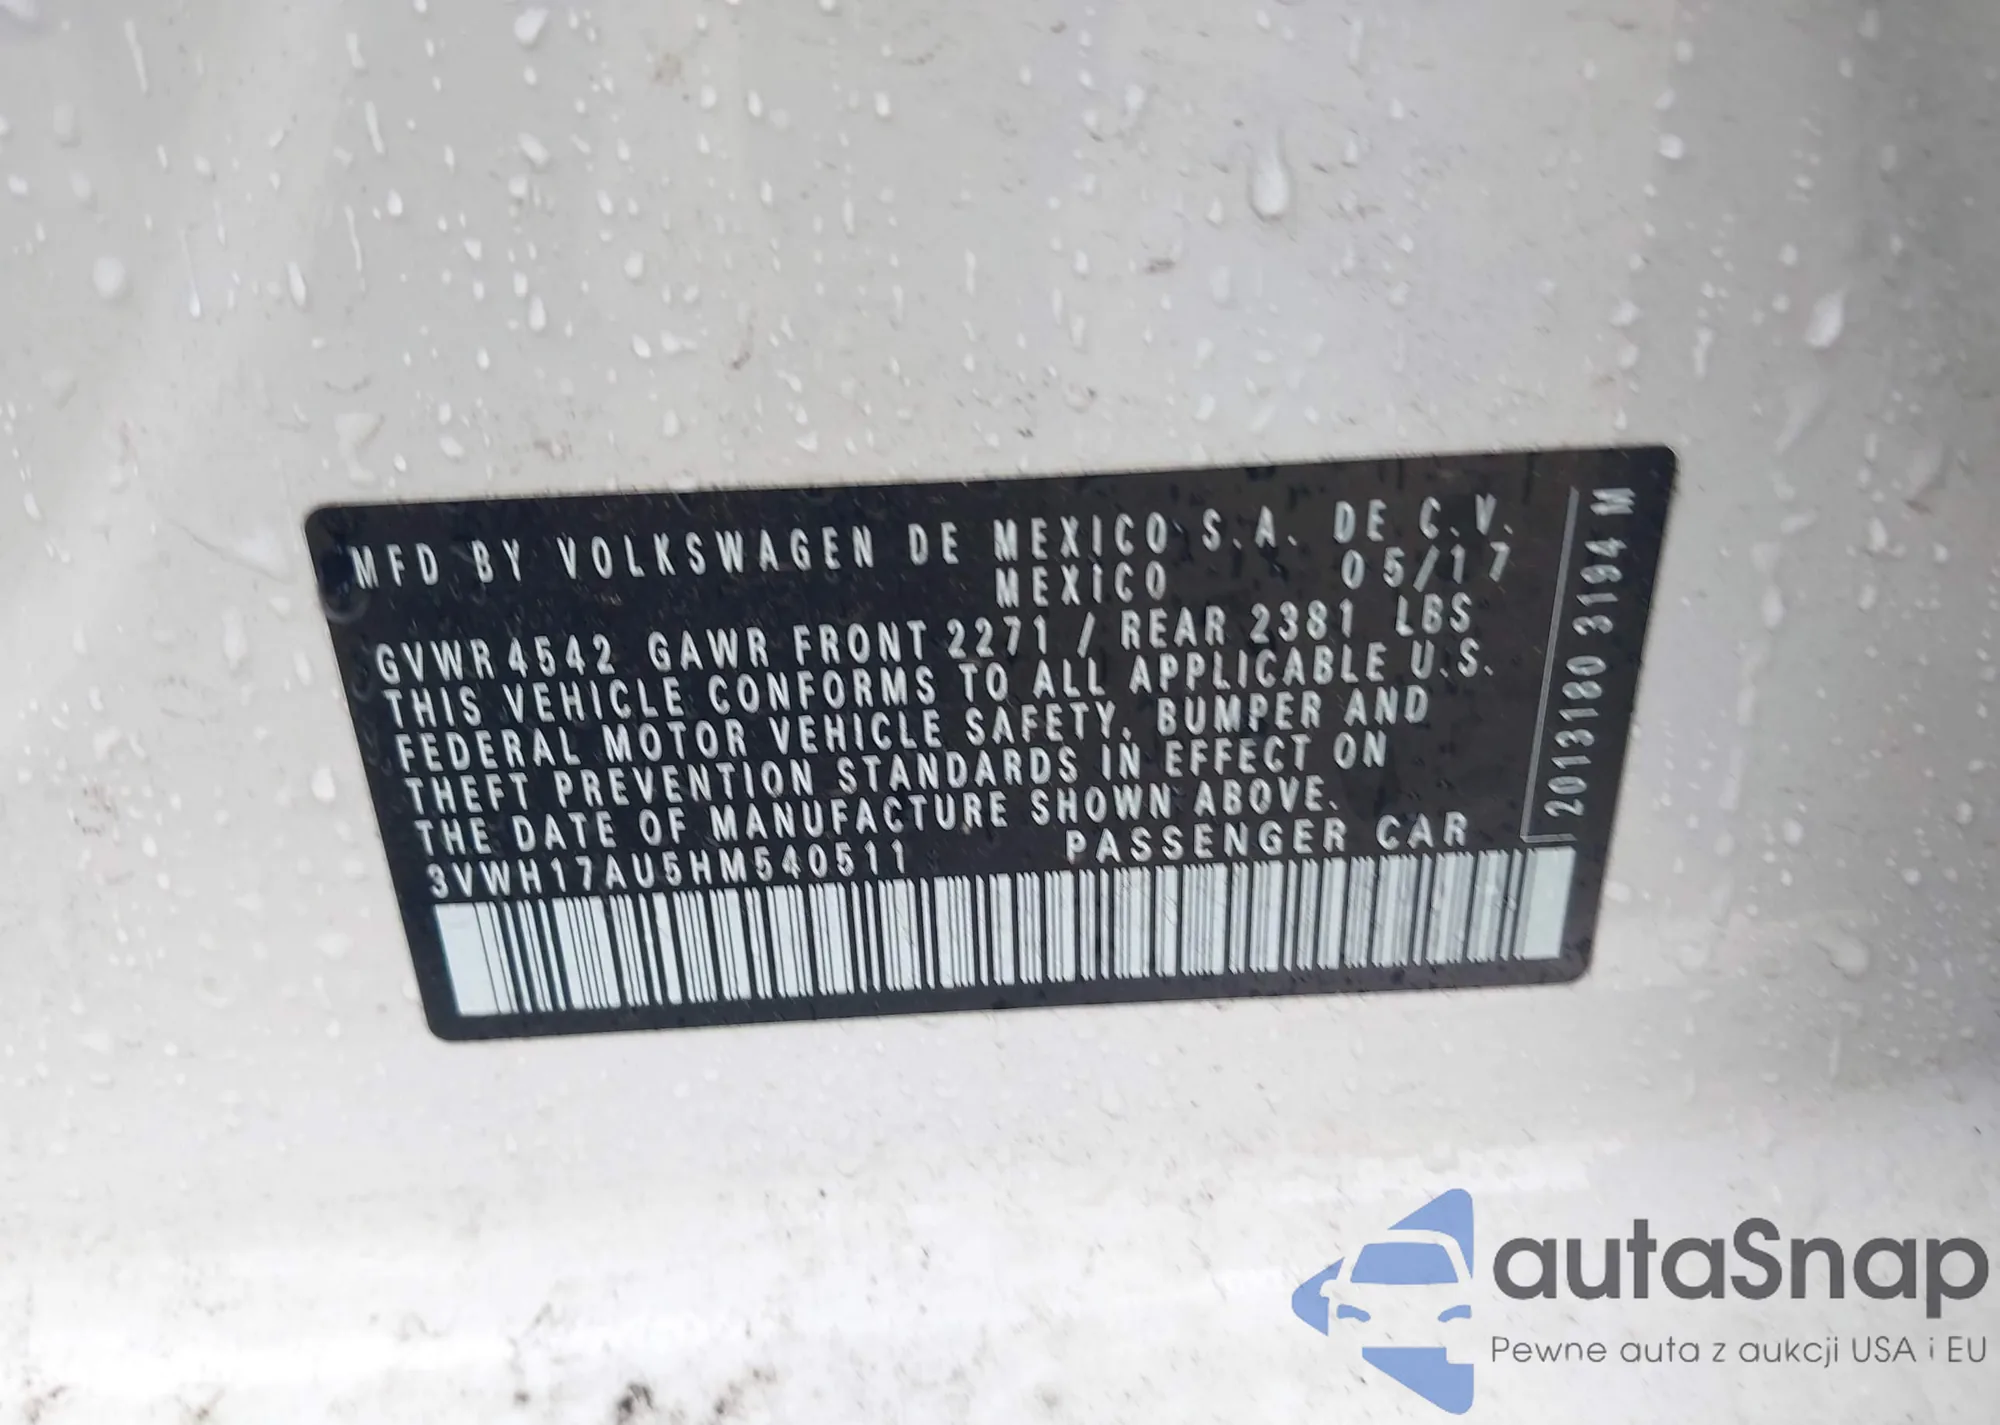 MFD BY VOLKSWAGEN DE MEXICO S.A. DE C.V.
MEXICO 05/17
GVWR 4542 GAWR FRONT 2271 / REAR 2381 LBS
THIS VEHICLE CONFORMS TO ALL APPLICABLE U.S.
FEDERAL MOTOR VEHICLE SAFETY, BUMPER AND
THEFT PREVENTION STANDARDS IN EFFECT ON
THE DATE OF MANUFACTURE SHOWN ABOVE.
3VWH17AU5HM540511 PASSENGER CAR
2013180 3194 M
autaSnap
Pewne auta z aukcji USA i EU